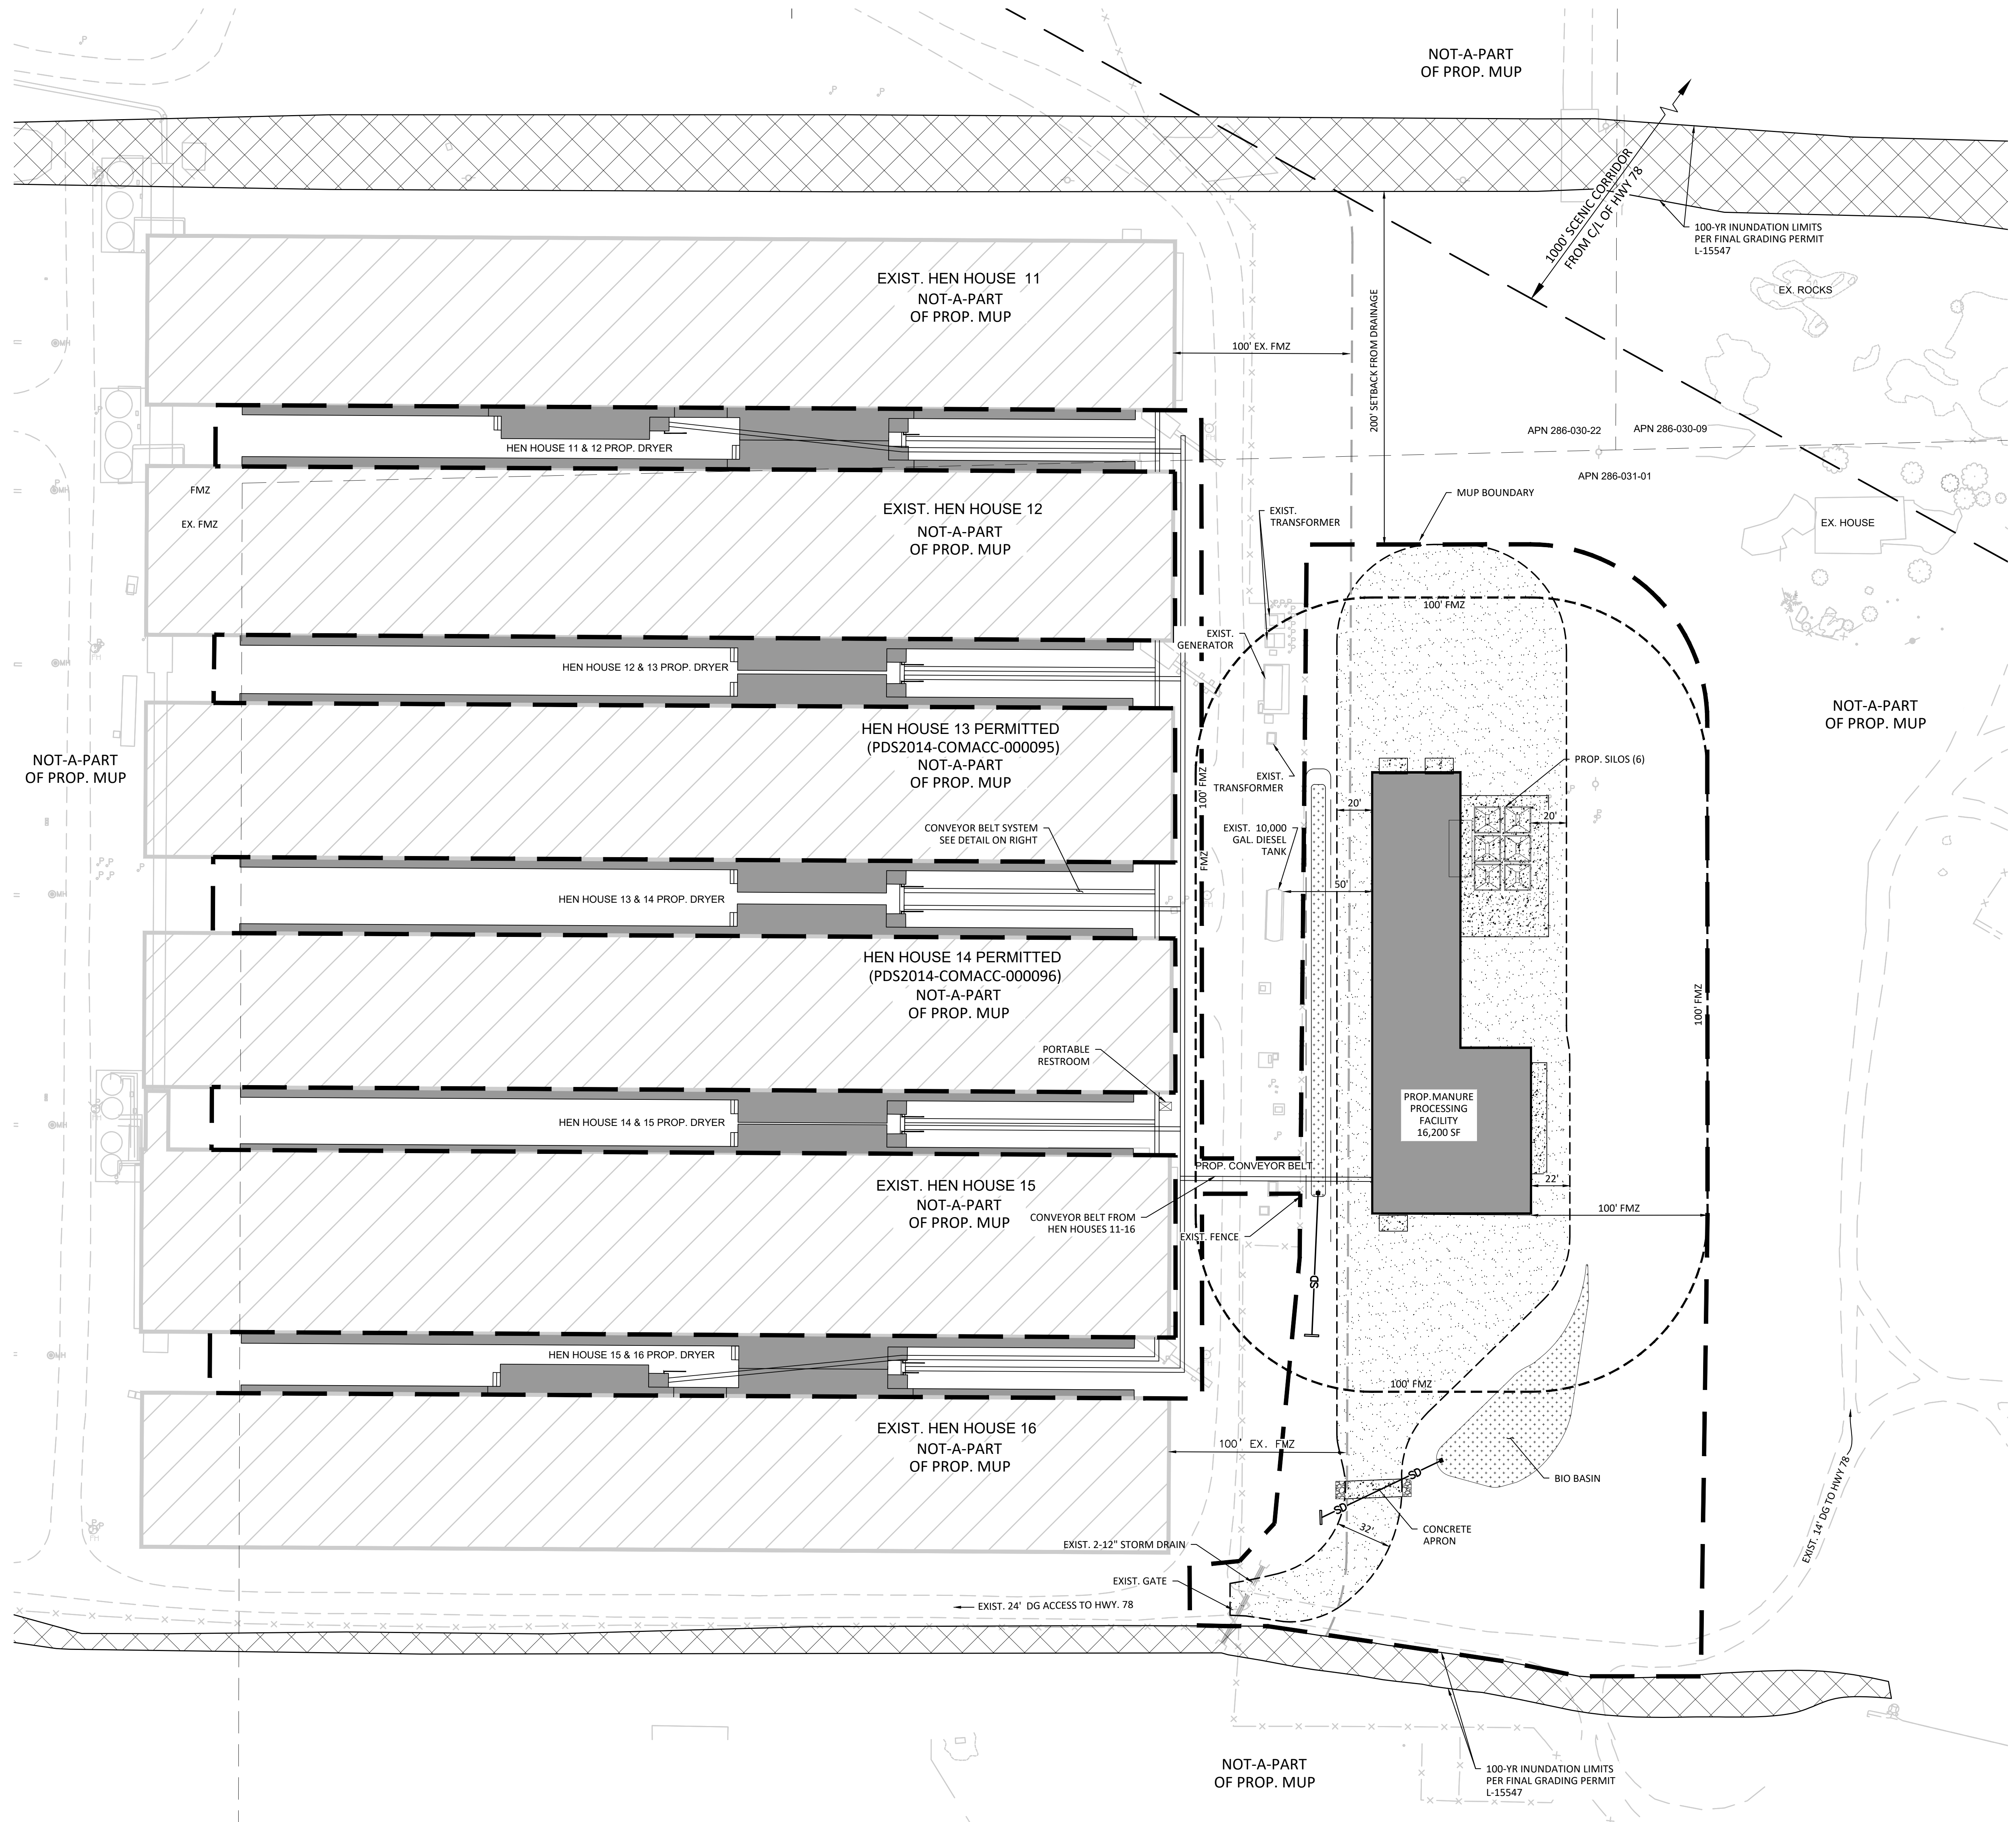 NOT-A-PART
OF PROP. MUP
1000' SCENIC CORRIDOR
FROM C/L OF HWY 78
100-YR INUNDATION LIMITS
PER FINAL GRADING PERMIT
L-15547
EXIST. HEN HOUSE 11
NOT-A-PART
OF PROP. MUP
EX. ROCKS
100' EX. FMZ
200' SETBACK FROM DRAINAGE
APN 286-030-22
APN 286-030-09
HEN HOUSE 11 & 12 PROP. DRYER
APN 286-031-01
FMZ
EX. FMZ
MUP BOUNDARY
EXIST. HEN HOUSE 12
NOT-A-PART
OF PROP. MUP
EXIST.
TRANSFORMER
EX. HOUSE
100' FMZ
EXIST.
GENERATOR
HEN HOUSE 12 & 13 PROP. DRYER
NOT-A-PART
OF PROP. MUP
HEN HOUSE 13 PERMITTED
(PDS2014-COMACC-000095)
NOT-A-PART
OF PROP. MUP
NOT-A-PART
OF PROP. MUP
PROP. SILOS (6)
EXIST.
TRANSFORMER
100' FMZ
FMZ
20'
20'
CONVEYOR BELT SYSTEM
SEE DETAIL ON RIGHT
EXIST. 10,000
GAL. DIESEL
TANK
50'
HEN HOUSE 13 & 14 PROP. DRYER
HEN HOUSE 14 PERMITTED
(PDS2014-COMACC-000096)
NOT-A-PART
OF PROP. MUP
100' FMZ
PORTABLE
RESTROOM
PROP.MANURE
PROCESSING
FACILITY
16,200 SF
HEN HOUSE 14 & 15 PROP. DRYER
PROP. CONVEYOR BELT
22'
EXIST. HEN HOUSE 15
NOT-A-PART
OF PROP. MUP
CONVEYOR BELT FROM
HEN HOUSES 11-16
100' FMZ
EXIST. FENCE
SD
HEN HOUSE 15 & 16 PROP. DRYER
100' FMZ
EXIST. HEN HOUSE 16
NOT-A-PART
OF PROP. MUP
100' EX. FMZ
SD
BIO BASIN
SD
32'
CONCRETE
APRON
EXIST. 14' DG TO HWY 78
EXIST. 2-12" STORM DRAIN
EXIST. GATE
EXIST. 24' DG ACCESS TO HWY. 78
NOT-A-PART
OF PROP. MUP
100-YR INUNDATION LIMITS
PER FINAL GRADING PERMIT
L-15547